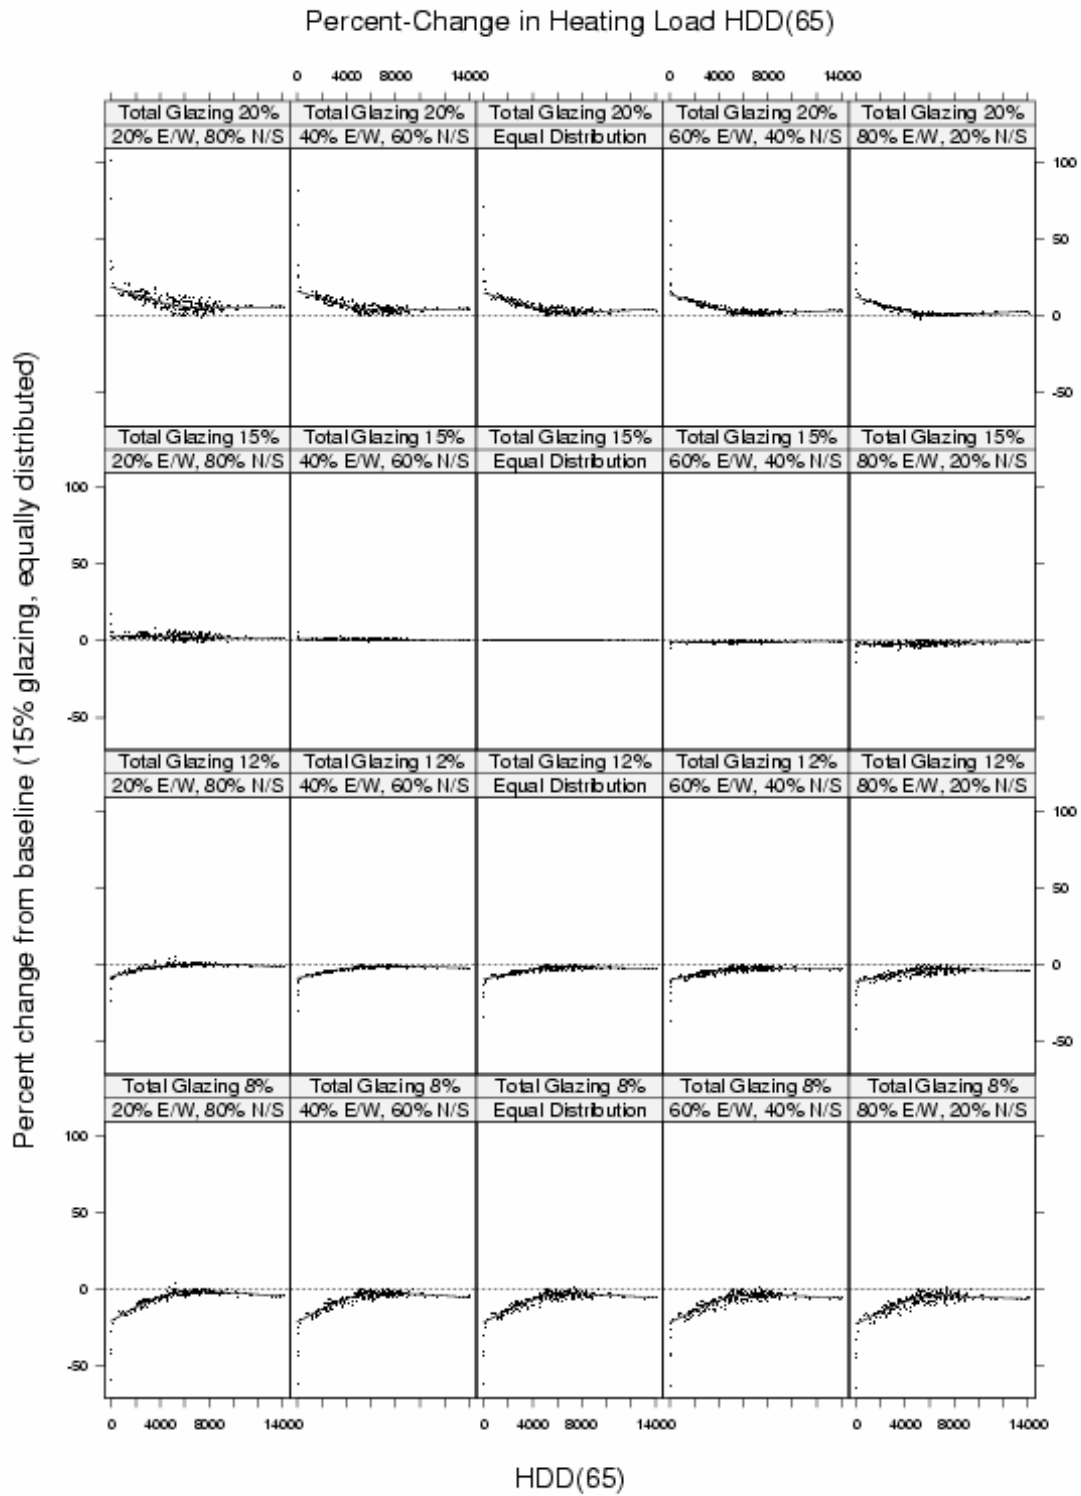 Percent-Change in Heating Load HDD(65)
0 4000 8000 14000 0 4000 8000 14000
Total Glazing 20% Total Glazing 20% Total Glazing 20% Total Glazing 20% Total Glazing 20%
20% E/W, 80% N/S 40% E/W, 60% N/S Equal Distribution 60% E/W, 40% N/S 80% E/W, 20% N/S
100
50
0
-50
Total Glazing 15% Total Glazing 15% Total Glazing 15% Total Glazing 15% Total Glazing 15%
20% E/W, 80% N/S 40% E/W, 60% N/S Equal Distribution 60% E/W, 40% N/S 80% E/W, 20% N/S
100
50
0
-50
Total Glazing 12% Total Glazing 12% Total Glazing 12% Total Glazing 12% Total Glazing 12%
20% E/W, 80% N/S 40% E/W, 60% N/S Equal Distribution 60% E/W, 40% N/S 80% E/W, 20% N/S
100
50
0
-50
Total Glazing 8% Total Glazing 8% Total Glazing 8% Total Glazing 8% Total Glazing 8%
20% E/W, 80% N/S 40% E/W, 60% N/S Equal Distribution 60% E/W, 40% N/S 80% E/W, 20% N/S
100
50
0
-50
0 4000 8000 14000 0 4000 8000 14000 0 4000 8000 14000
HDD(65)
Percent change from baseline (15% glazing, equally distributed)